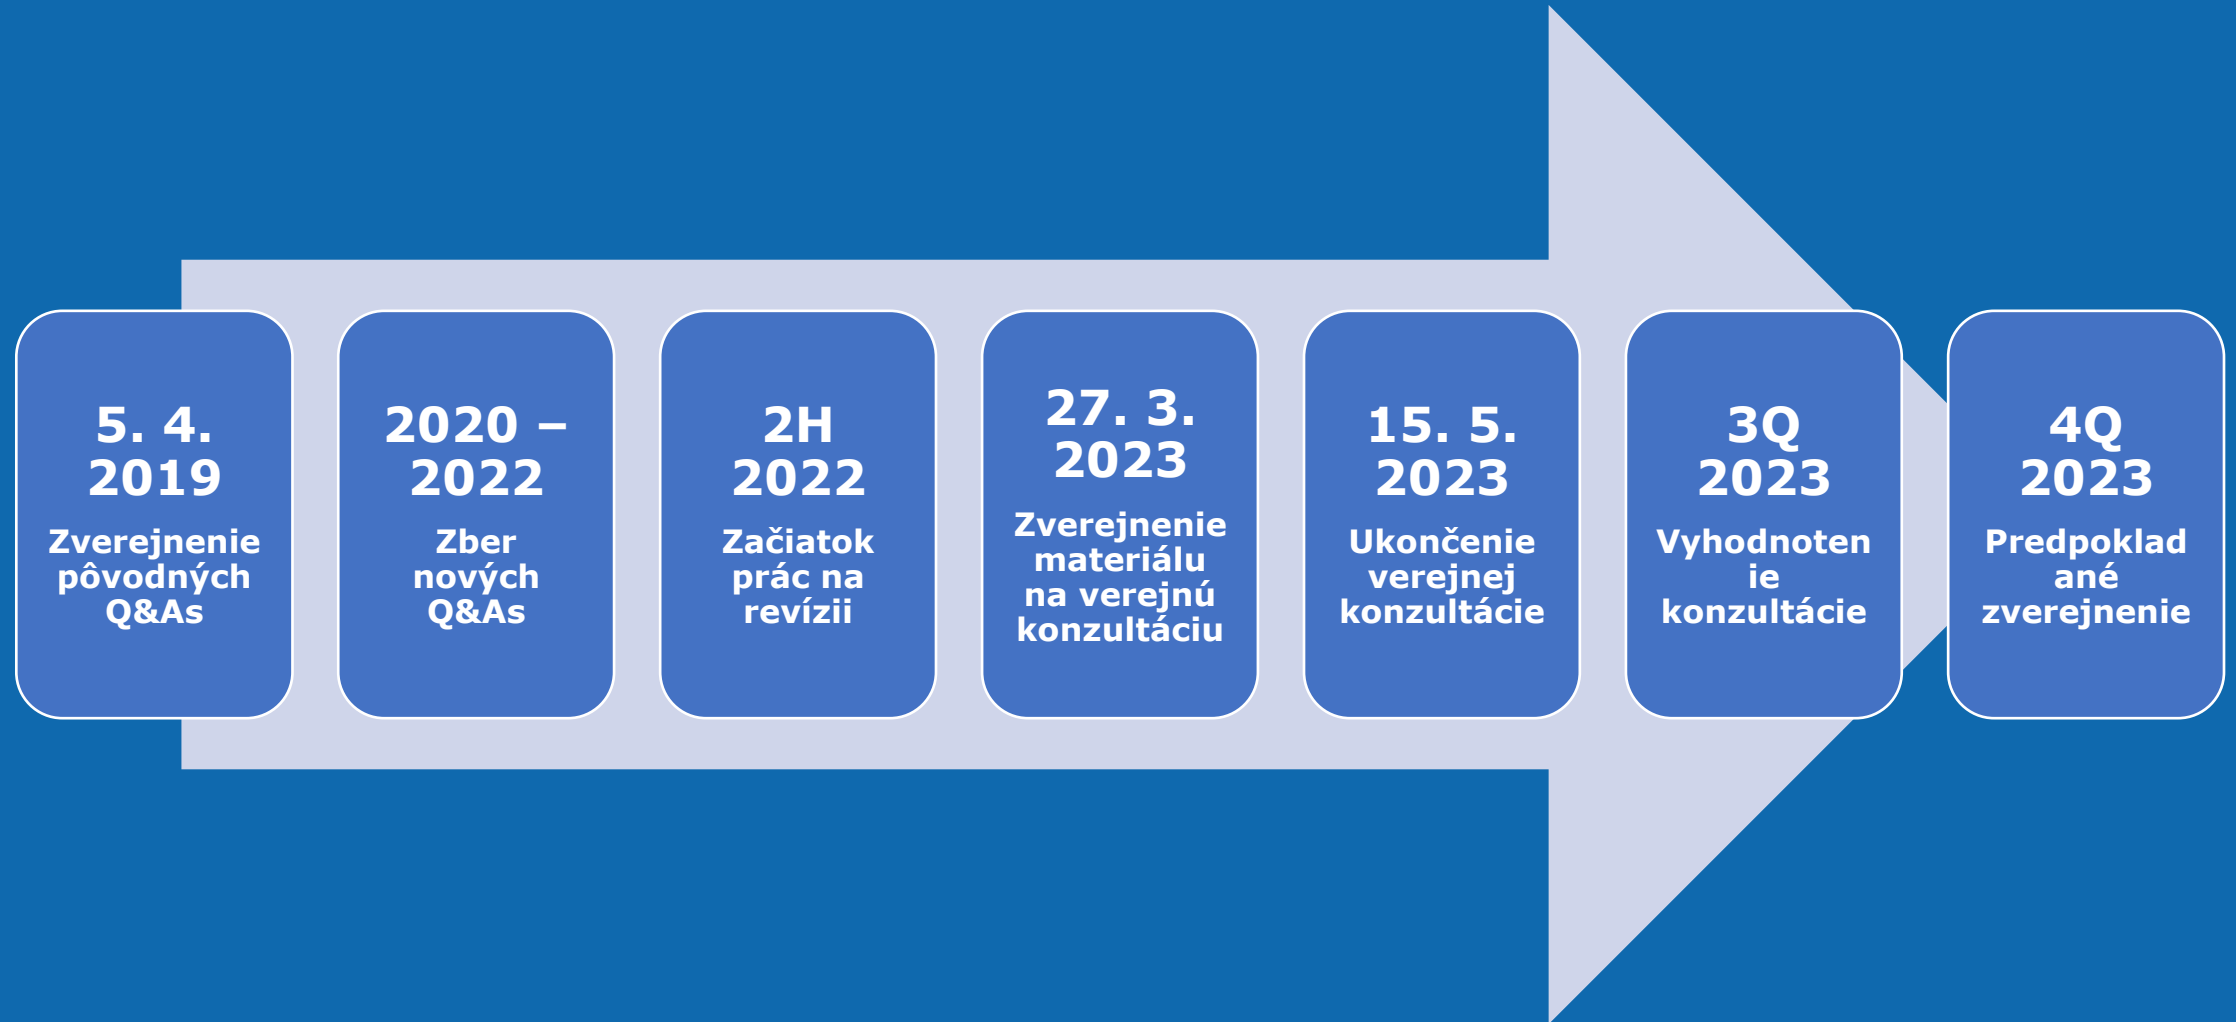 5. 4.
2019
Zverejnenie
pôvodných
Q&As
2020 –
2022
Zber
nových
Q&As
2H
2022
Začiatok
prác na
revízii
27. 3.
2023
Zverejnenie
materiálu
na verejnú
konzultáciu
15. 5.
2023
Ukončenie
verejnej
konzultácie
3Q
2023
Vyhodnoten
ie
konzultácie
4Q
2023
Predpoklad
ané
zverejnenie